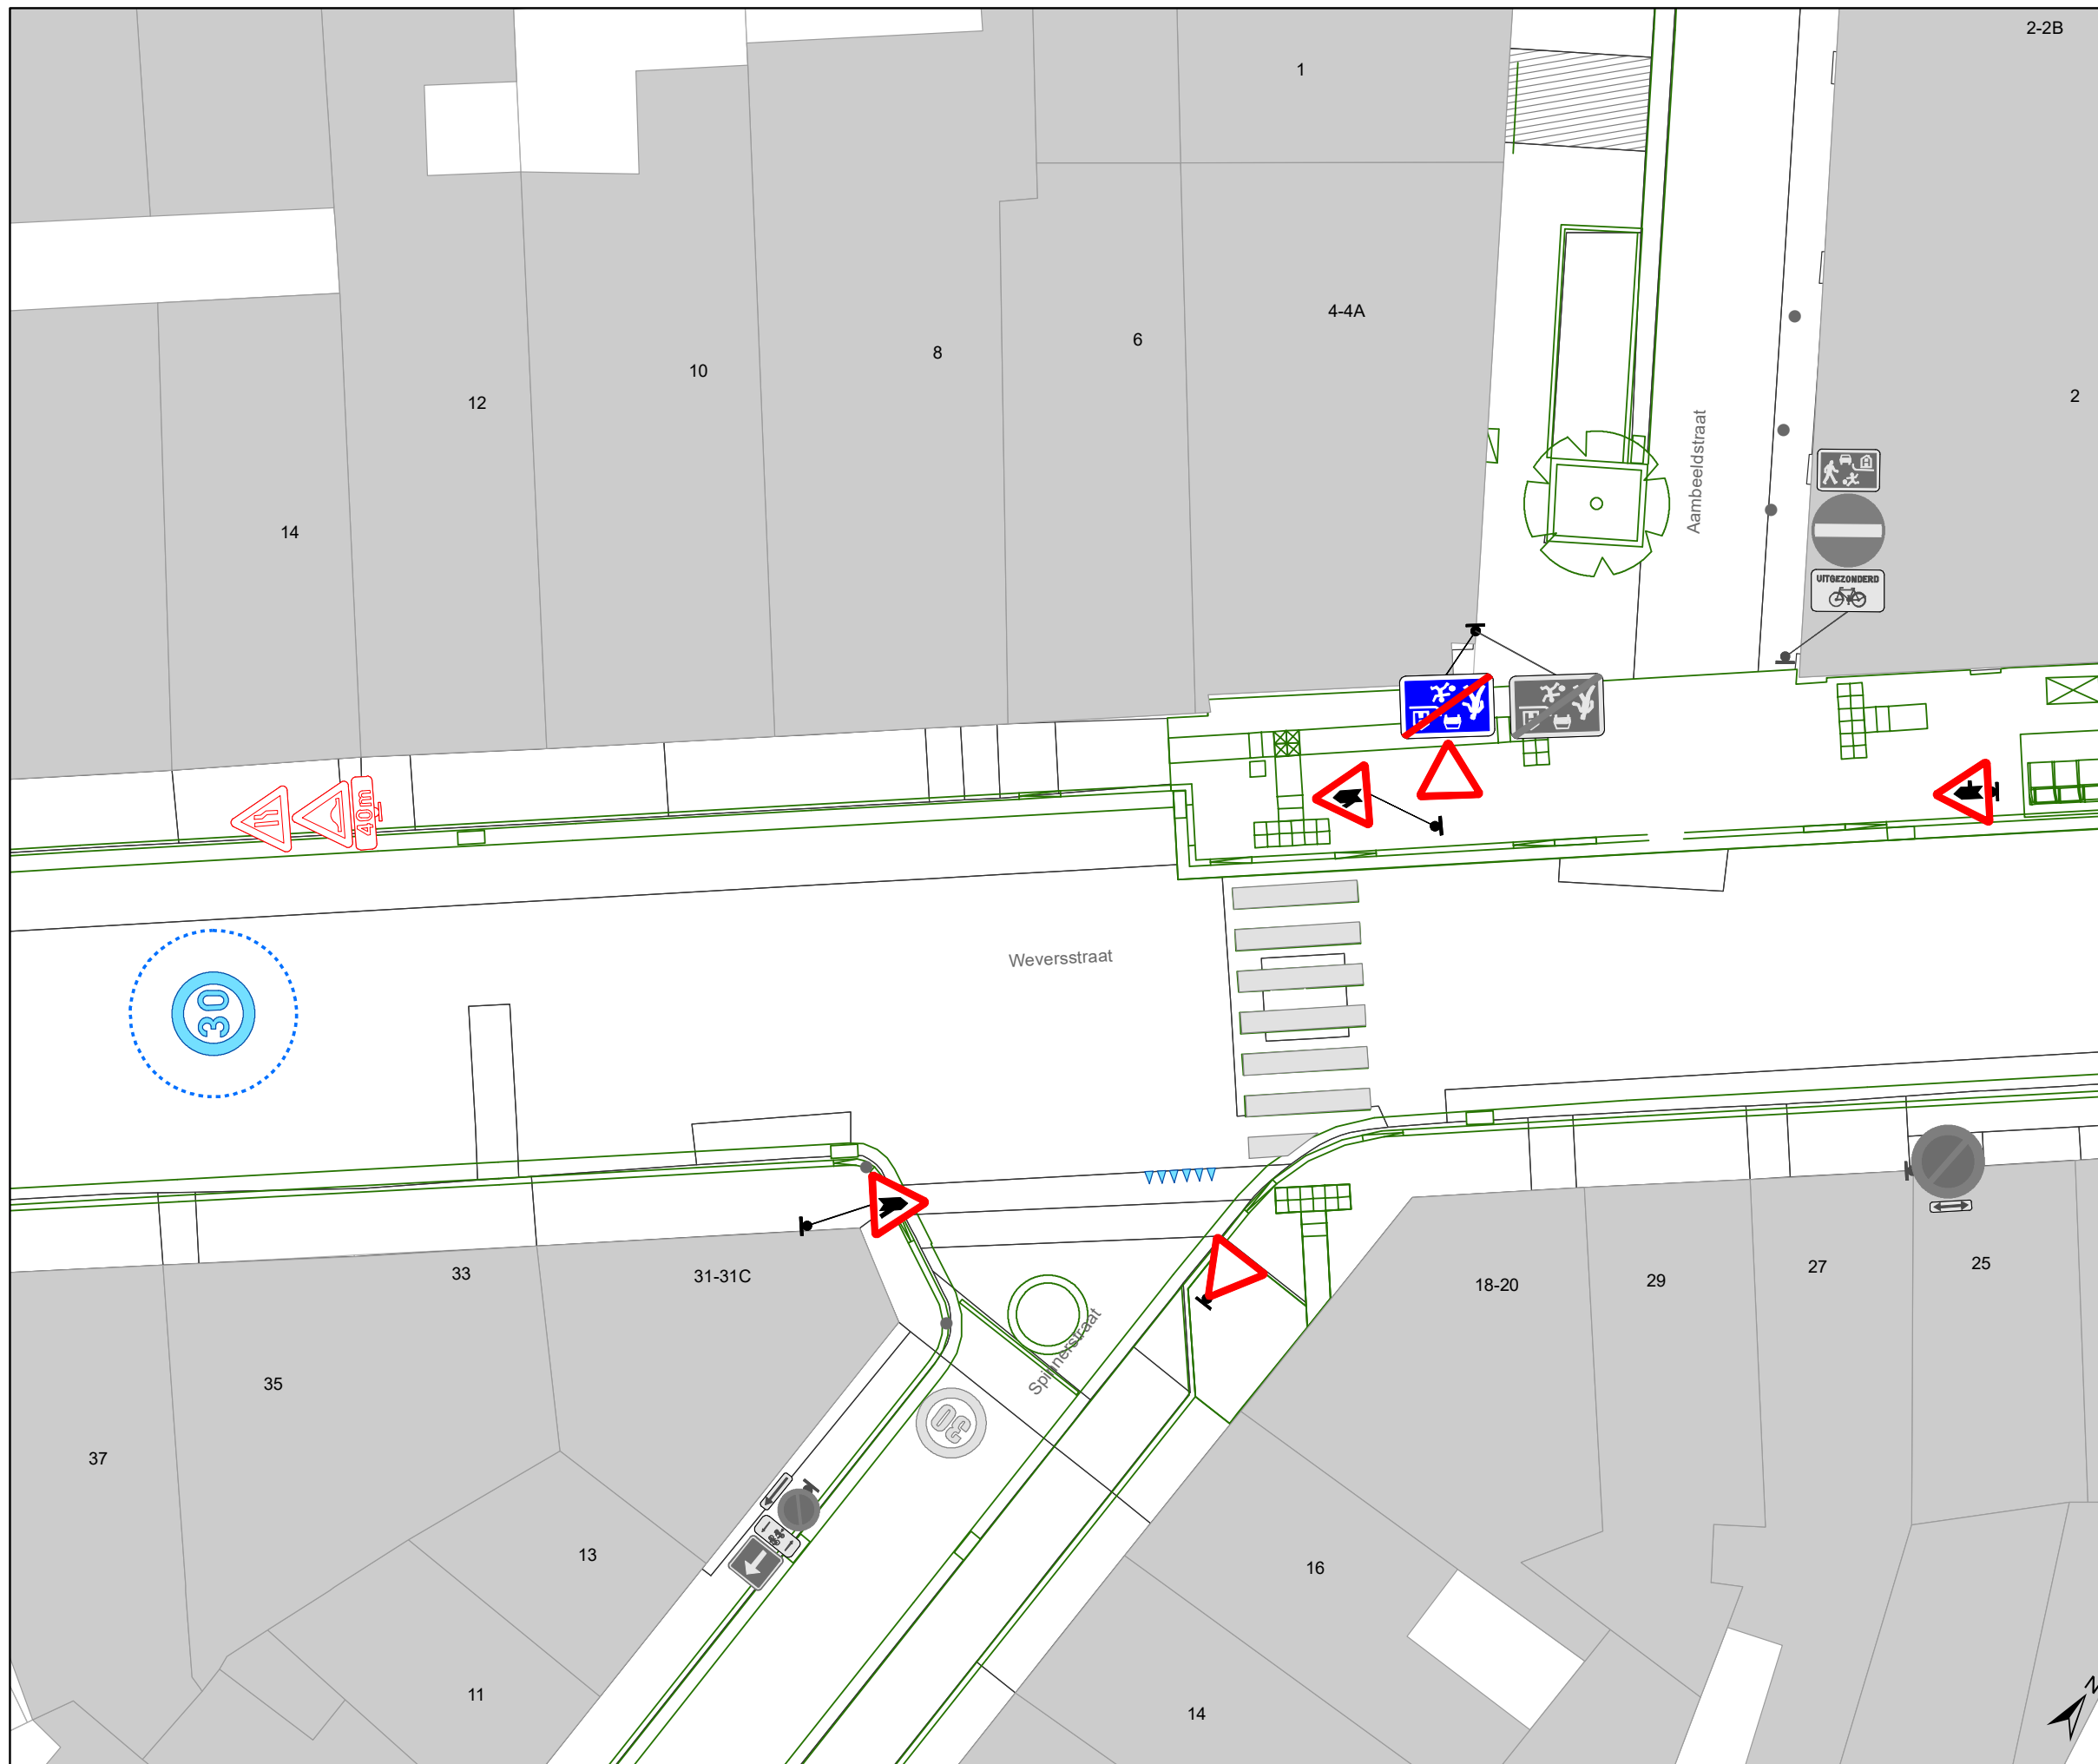 2-2B
1
4-4A
6
8
10
12
14
2
Aambeeldstraat
UITGEZONDERD
40m
Weversstraat
30
33
31-31C
18-20
29
27
25
35
37
Spinnerstraat
30
13
16
11
14
N